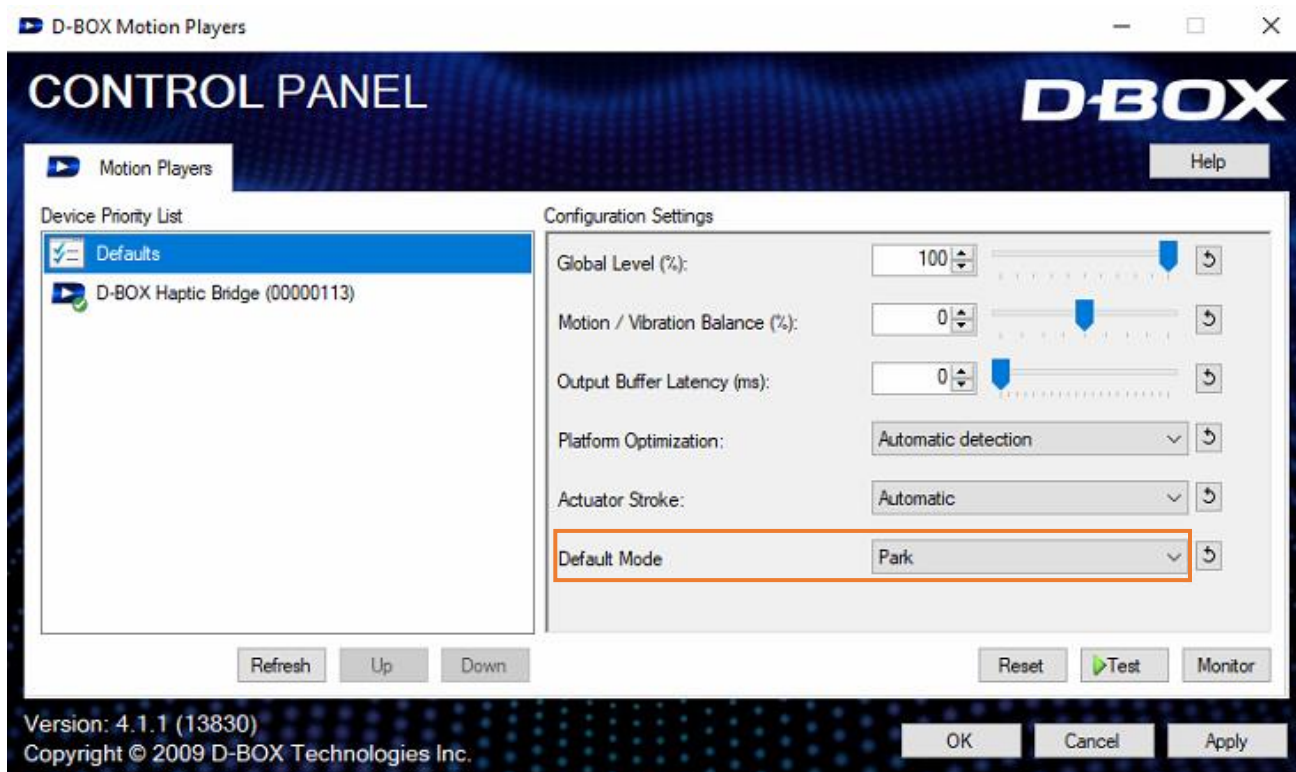 D-BOX Motion Players
CONTROL PANEL
D-BOX
Motion Players
Help
Device Priority List
Configuration Settings
Defaults
D-BOX Haptic Bridge (00000113)
Global Level (%): 100
Motion / Vibration Balance (%): 0
Output Buffer Latency (ms): 0
Platform Optimization: Automatic detection
Actuator Stroke: Automatic
Default Mode Park
Refresh Up Down
Reset Test Monitor
Version: 4.1.1 (13830)
Copyright © 2009 D-BOX Technologies Inc.
OK Cancel Apply